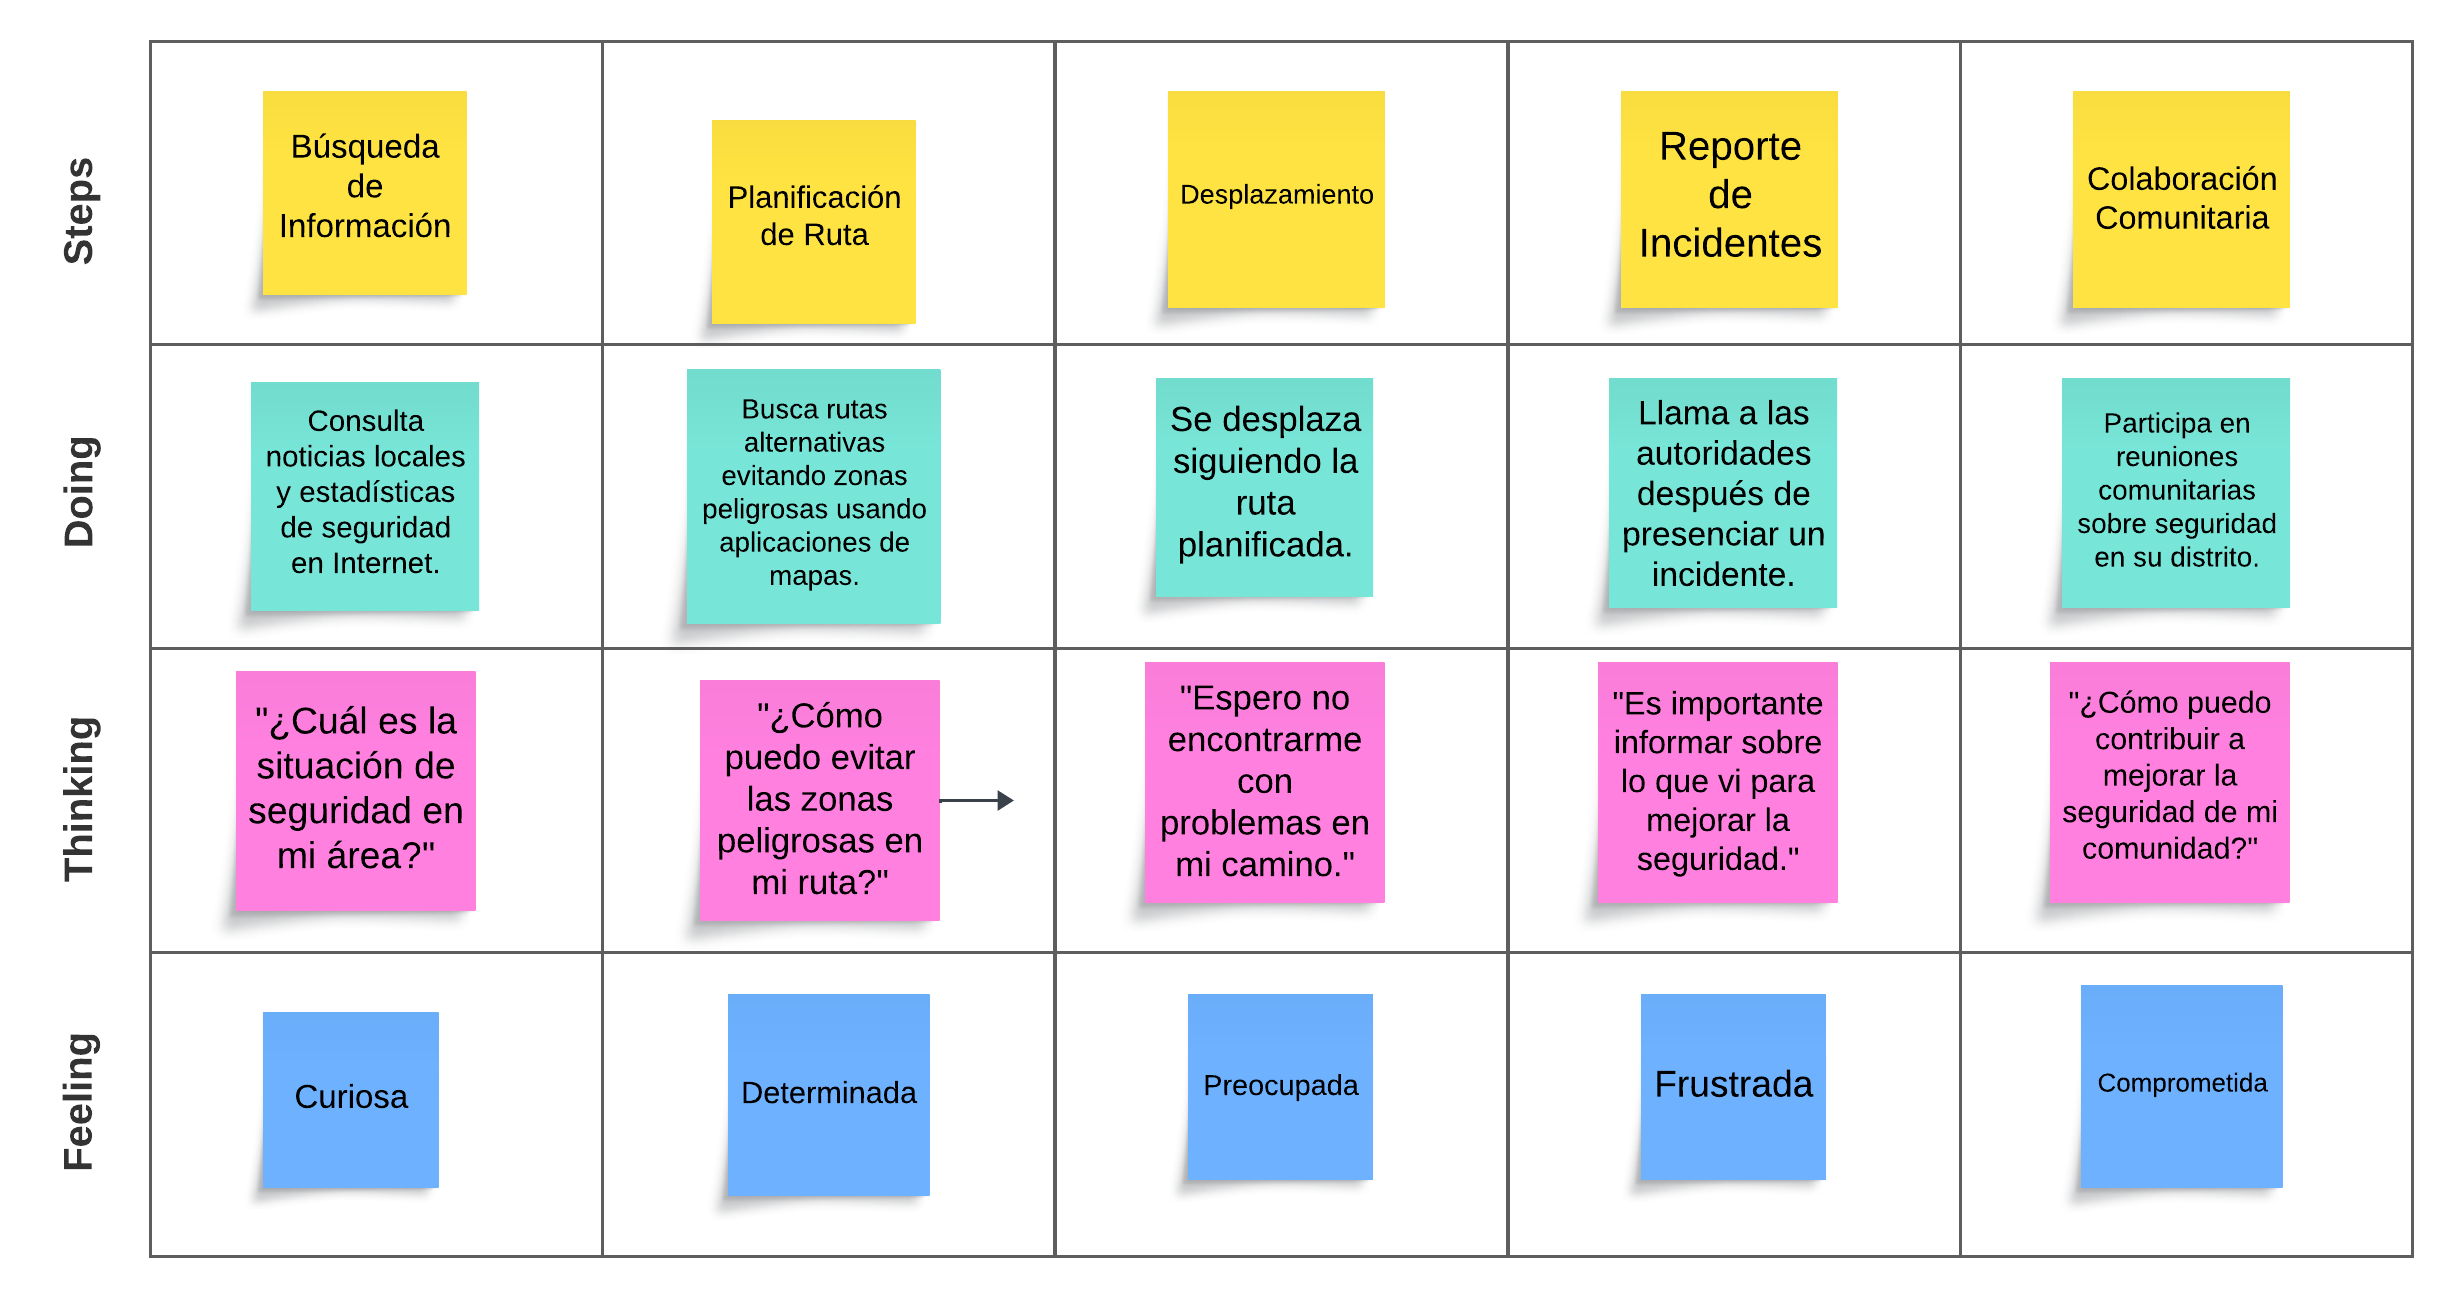 Steps
Búsqueda
de
Información
Planificación
de Ruta
Desplazamiento
Reporte
de
Incidentes
Colaboración
Comunitaria
Doing
Consulta
noticias locales
y estadísticas
de seguridad
en Internet.
Busca rutas
alternativas
evitando zonas
peligrosas usando
aplicaciones de
mapas.
Se desplaza
siguiendo la
ruta
planificada.
Llama a las
autoridades
después de
presenciar un
incidente.
Participa en
reuniones
comunitarias
sobre seguridad
en su distrito.
Thinking
"¿Cuál es la
situación de
seguridad en
mi área?"
"¿Cómo
puedo evitar
las zonas
peligrosas en
mi ruta?"
"Espero no
encontrarme
con
problemas en
mi camino."
"Es importante
informar sobre
lo que vi para
mejorar la
seguridad."
"¿Cómo puedo
contribuir a
mejorar la
seguridad de mi
comunidad?"
Feeling
Curiosa
Determinada
Preocupada
Frustrada
Comprometida